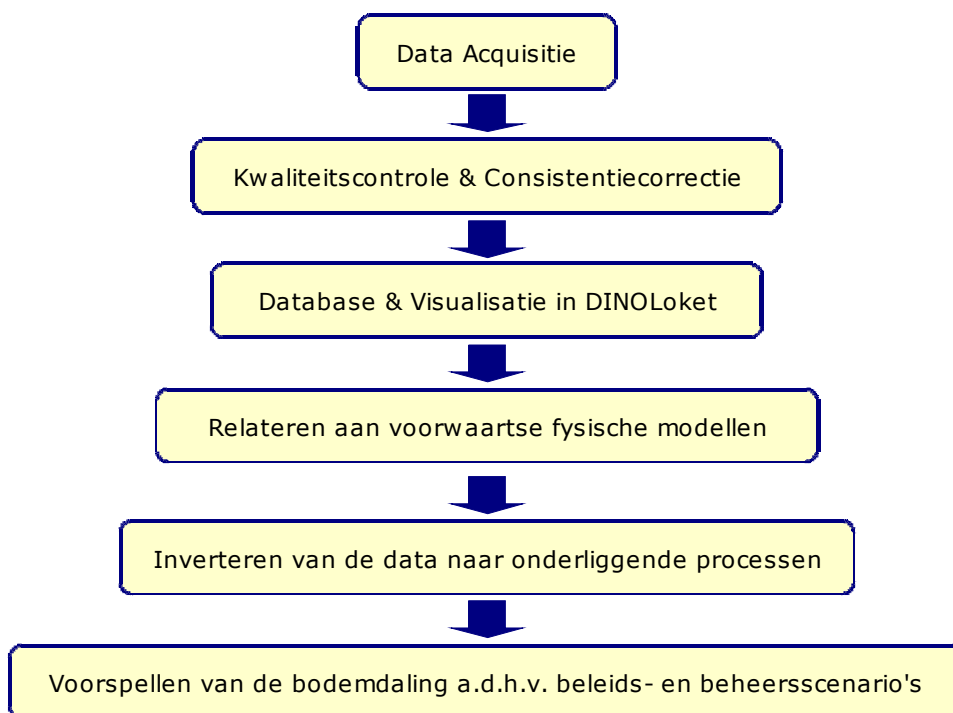 Data Acquisitie
Kwaliteitscontrole & Consistentiecorrectie
Database & Visualisatie in DINOLoket
Relateren aan voorwaartse fysische modellen
Inverteren van de data naar onderliggende processen
Voorspellen van de bodemdaling a.d.h.v. beleids- en beheersscenario's